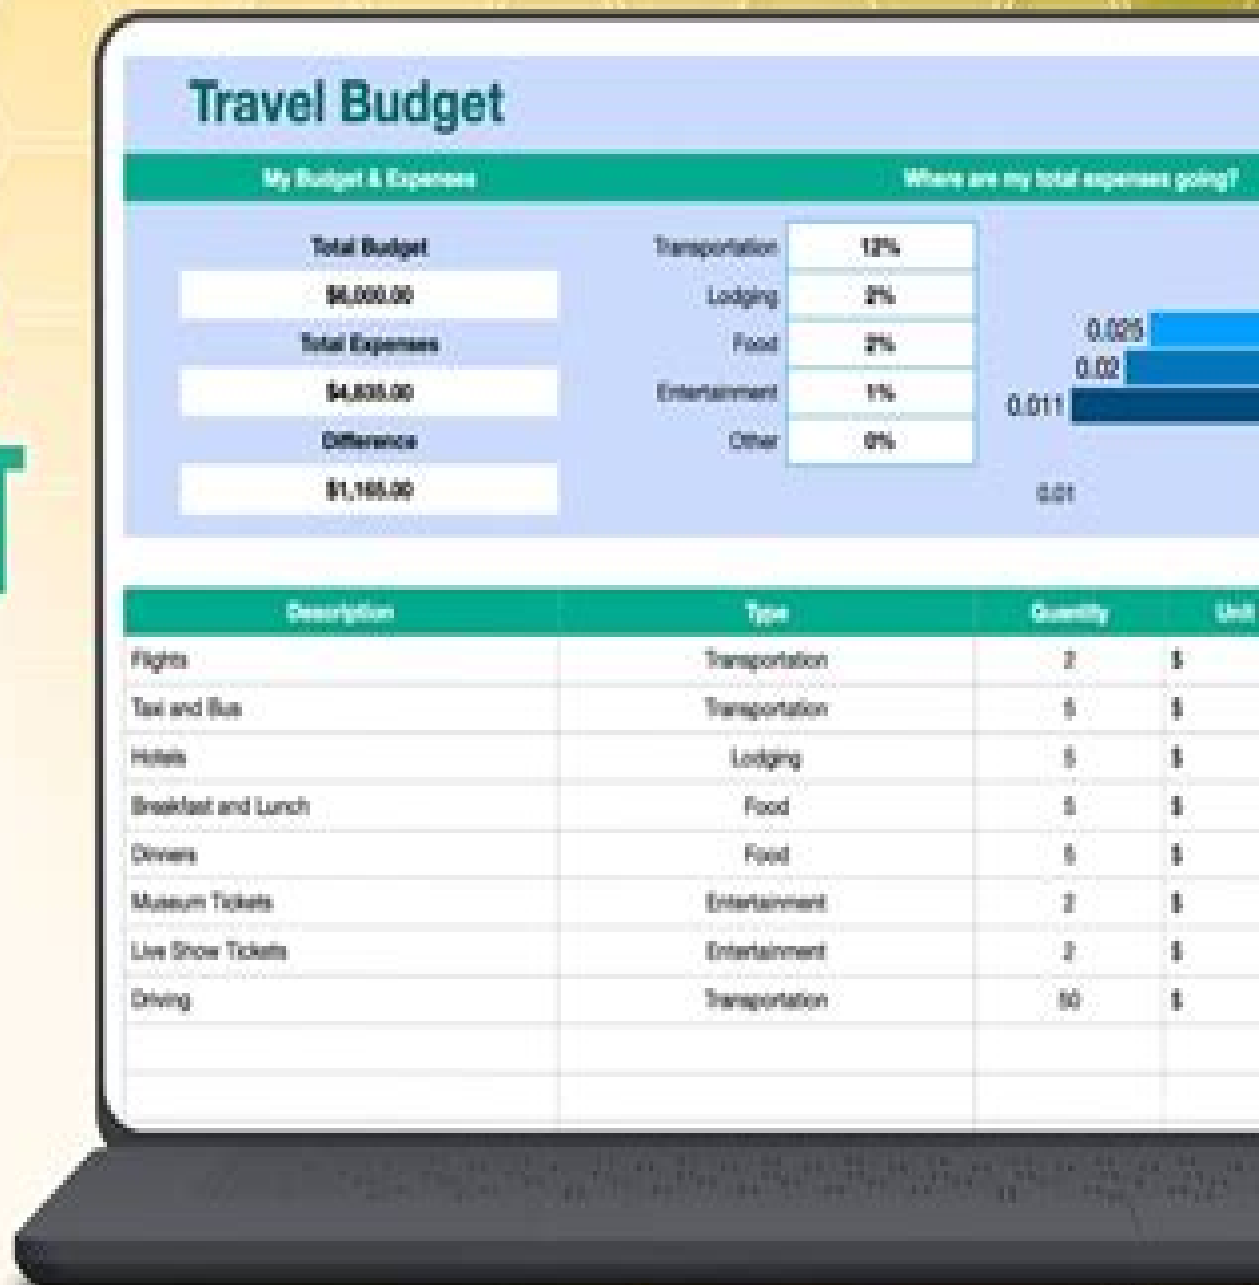 Travel Budget
My Budget & Expenses
Where are my total expenses going?
Total Budget
$6,000.00
Total Expenses
$4,835.00
Difference
$1,165.00
Transportation 12%
Lodging 2%
Food 2%
Entertainment 1%
Other 0%
0.025
0.02
0.011
0.01
Description Type Quantity Unit
Flights Transportation 2 $
Taxi and Bus Transportation 5 $
Hotels Lodging 5 $
Breakfast and Lunch Food 5 $
Dinners Food 5 $
Museum Tickets Entertainment 2 $
Live Show Tickets Entertainment 2 $
Driving Transportation 50 $